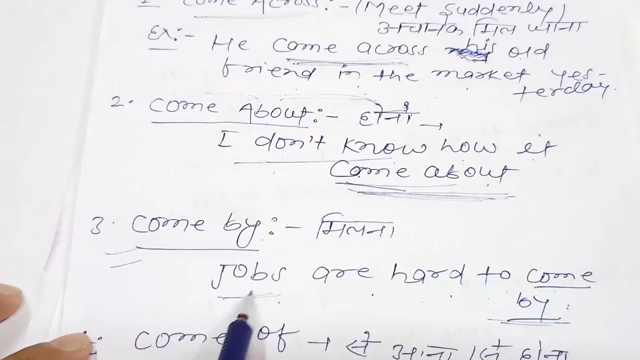 1 Come Across:- (Meet Suddenly)
अचानक मिल जाना
Ex:- He come across his old
friend in the market yes-
terday.
2. Come About:- होना →
I don't know how it
Come about
3. Come by:- मिलना
Jobs are hard to come
by.
Come of → से आना / से होना